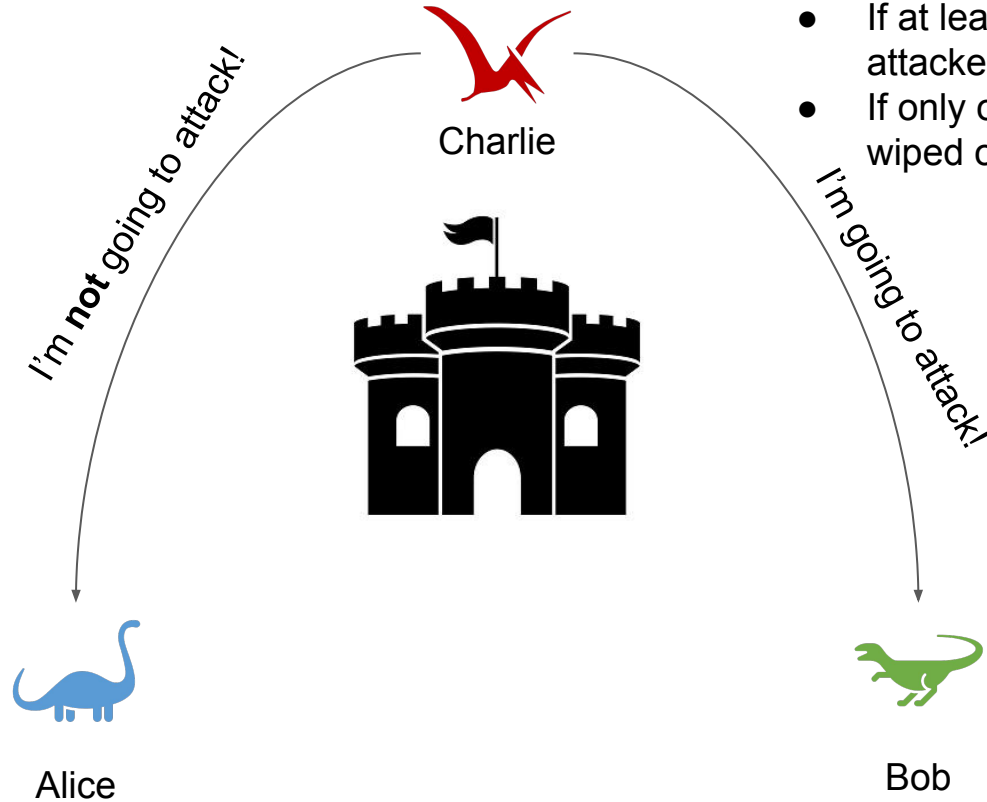 ● If at lea
attacke
● If only
wiped
I'm not going to attack!
Charlie
I'm going to attack!
Alice
Bob